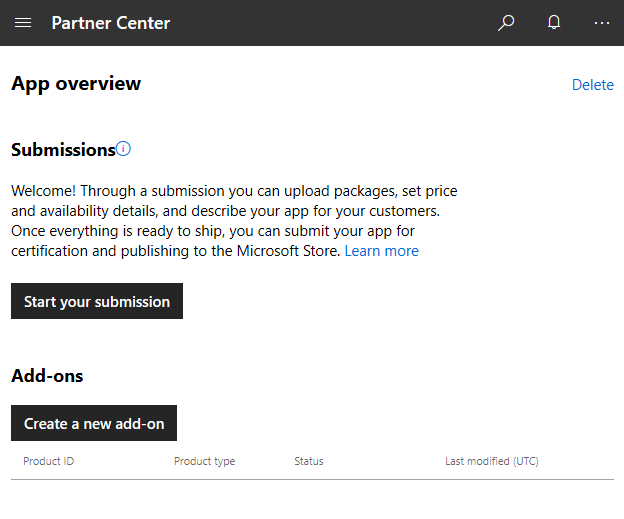 Partner Center
App overview
Delete
Submissions
Welcome! Through a submission you can upload packages, set price
and availability details, and describe your app for your customers.
Once everything is ready to ship, you can submit your app for
certification and publishing to the Microsoft Store. Learn more
Start your submission
Add-ons
Create a new add-on
Product ID Product type Status Last modified (UTC)